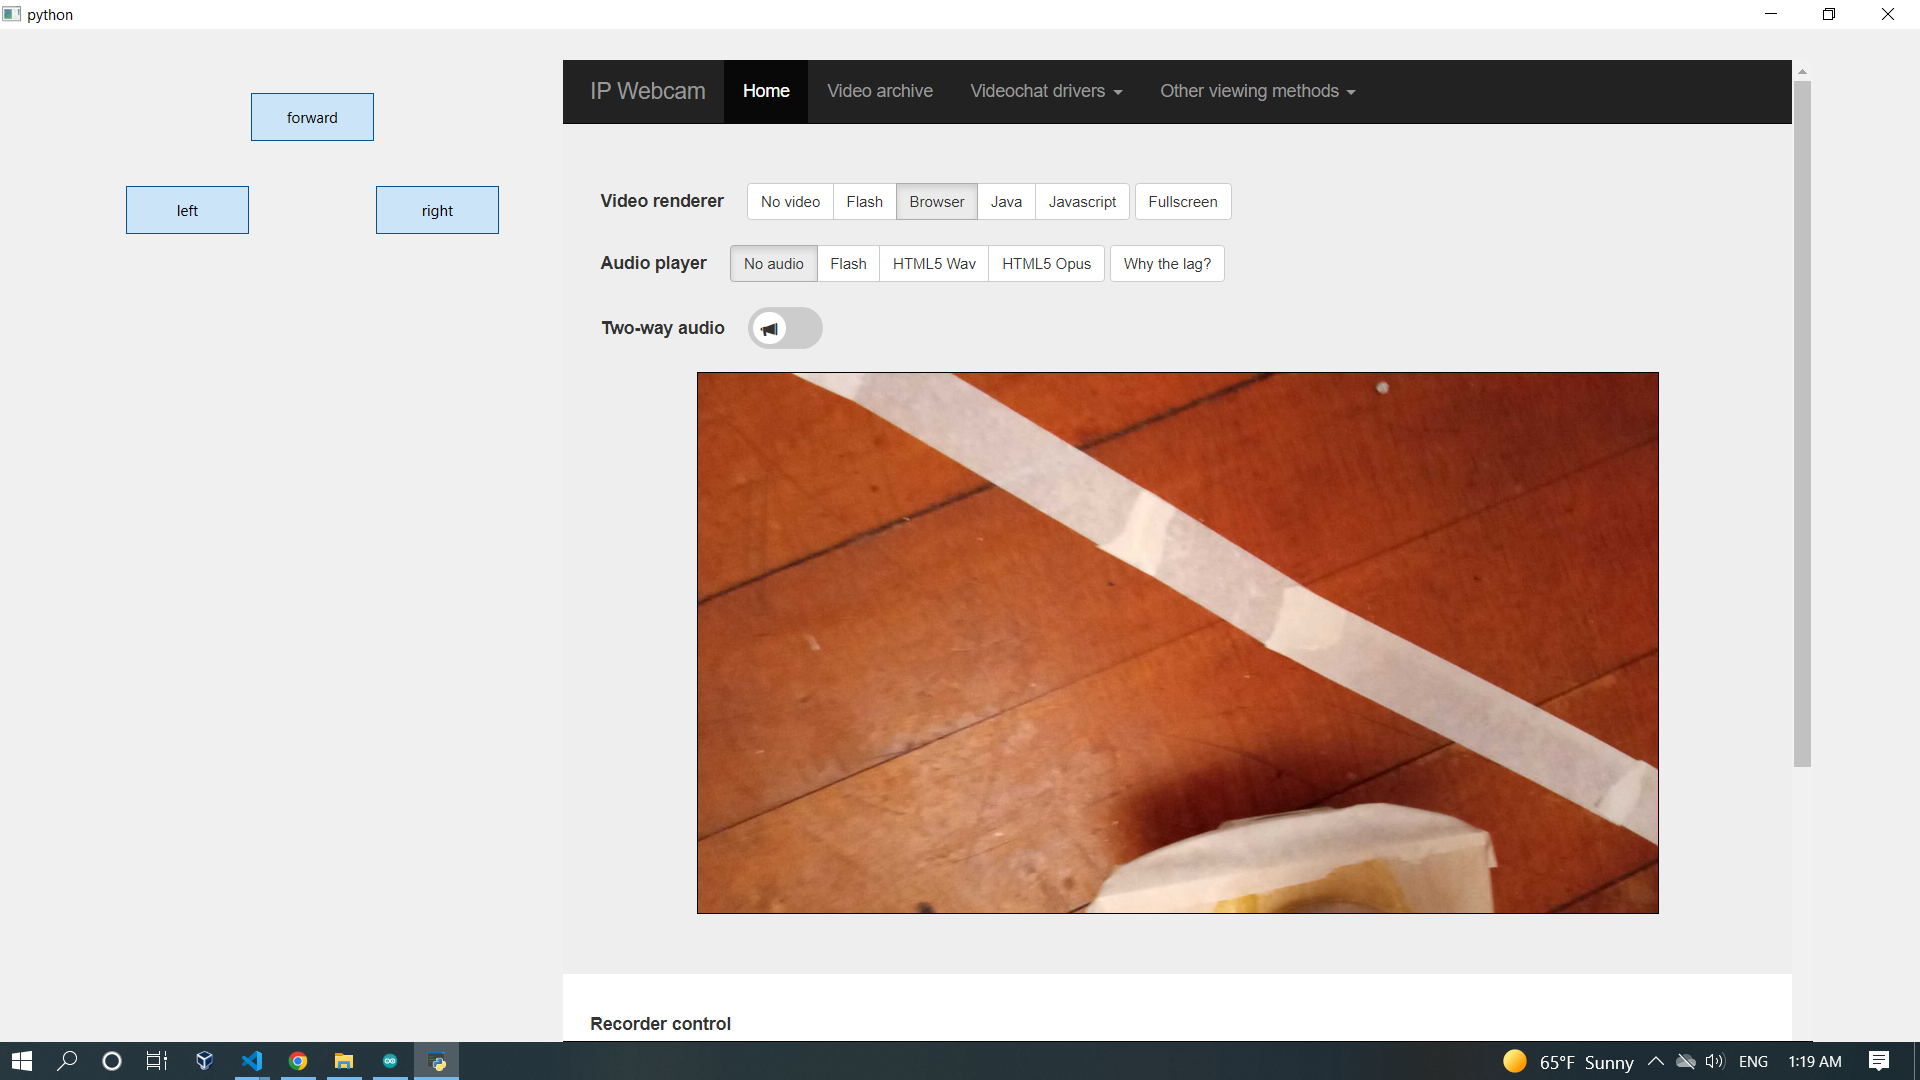 python
forward
left right
IP Webcam Home Video archive Videochat drivers Other viewing methods
Video renderer No video Flash Browser Java Javascript Fullscreen
Audio player No audio Flash HTML5 Wav HTML5 Opus Why the lag?
Two-way audio
Recorder control
65°F Sunny ENG 1:19 AM